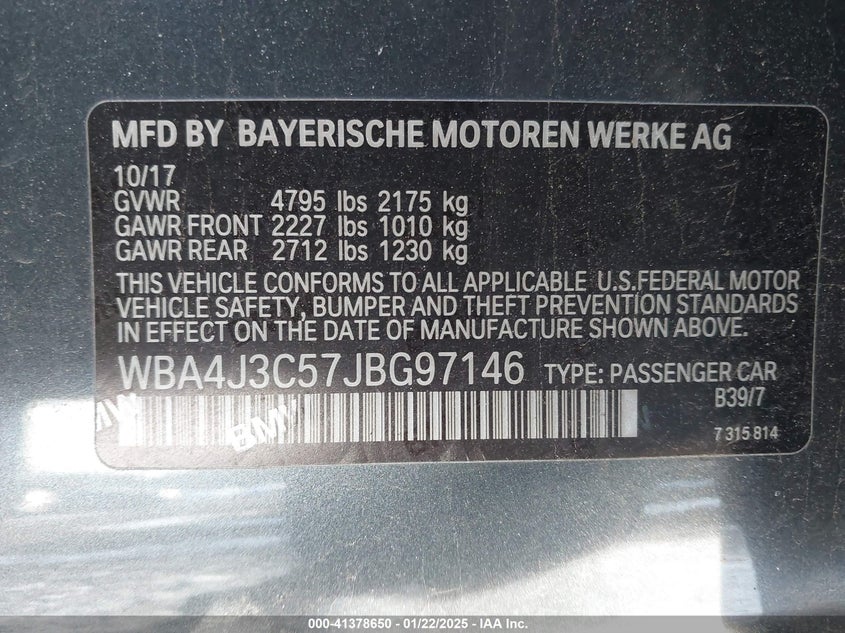 MFD BY BAYERISCHE MOTOREN WERKE AG
10/17
GVWR 4795 lbs 2175 kg
GAWR FRONT 2227 lbs 1010 kg
GAWR REAR 2712 lbs 1230 kg
THIS VEHICLE CONFORMS TO ALL APPLICABLE U.S.FEDERAL MOTOR
VEHICLE SAFETY, BUMPER AND THEFT PREVENTION STANDARDS
IN EFFECT ON THE DATE OF MANUFACTURE SHOWN ABOVE.
WBA4J3C57JBG97146 TYPE: PASSENGER CAR
B39/7
BMW
7 315 814
000-41378650 - 01/22/2025 - IAA, Inc.